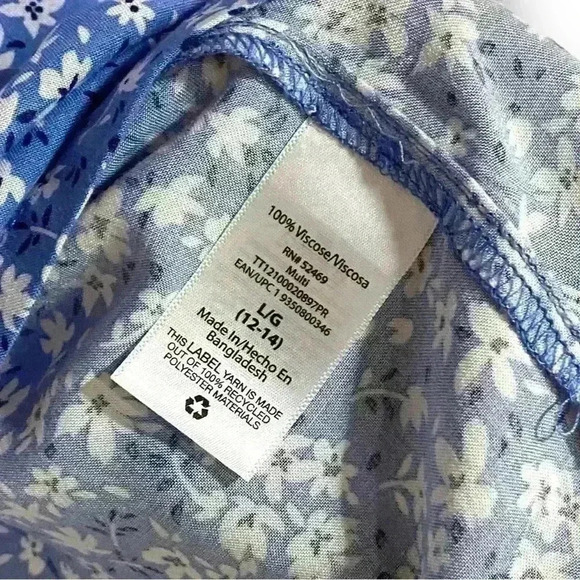 100% Viscose/Viscosa
RN# 52469
Multi
TT12100020897PR
EAN/UPC 1 9350800346
L/G
(12-14)
Made In/Hecho En
Bangladesh
THIS LABEL YARN IS MADE
OUT OF 100% RECYCLED
POLYESTER MATERIALS